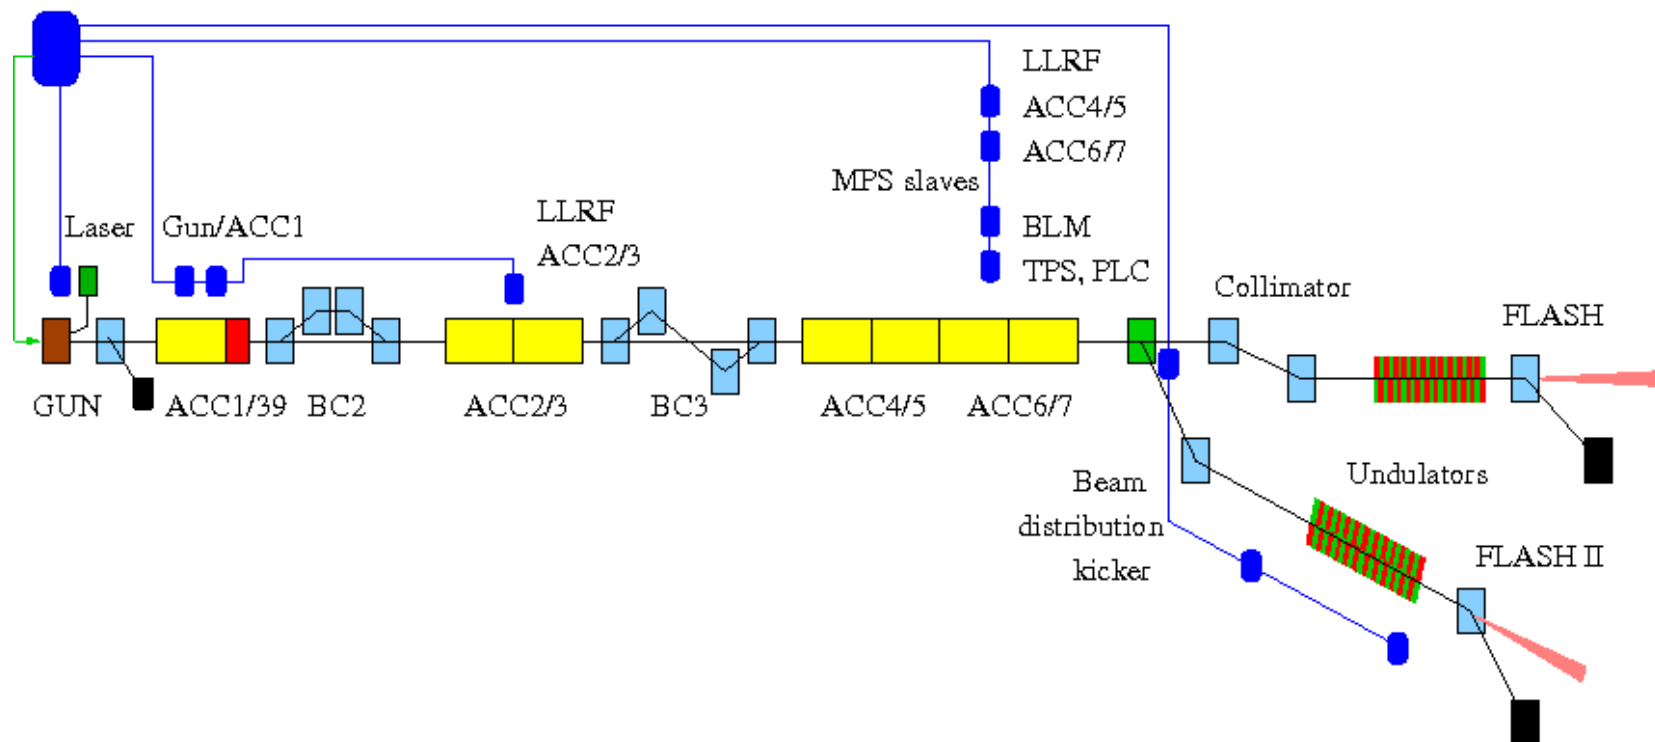 LLRF
ACC4/5
ACC6/7
MPS slaves
BLM
TPS, PLC
Laser
Gun/ACC1
LLRF
ACC2/3
Collimator
FLASH
GUN
ACC1/39
BC2
ACC2/3
BC3
ACC4/5
ACC6/7
Undulators
Beam
distribution
kicker
FLASH II